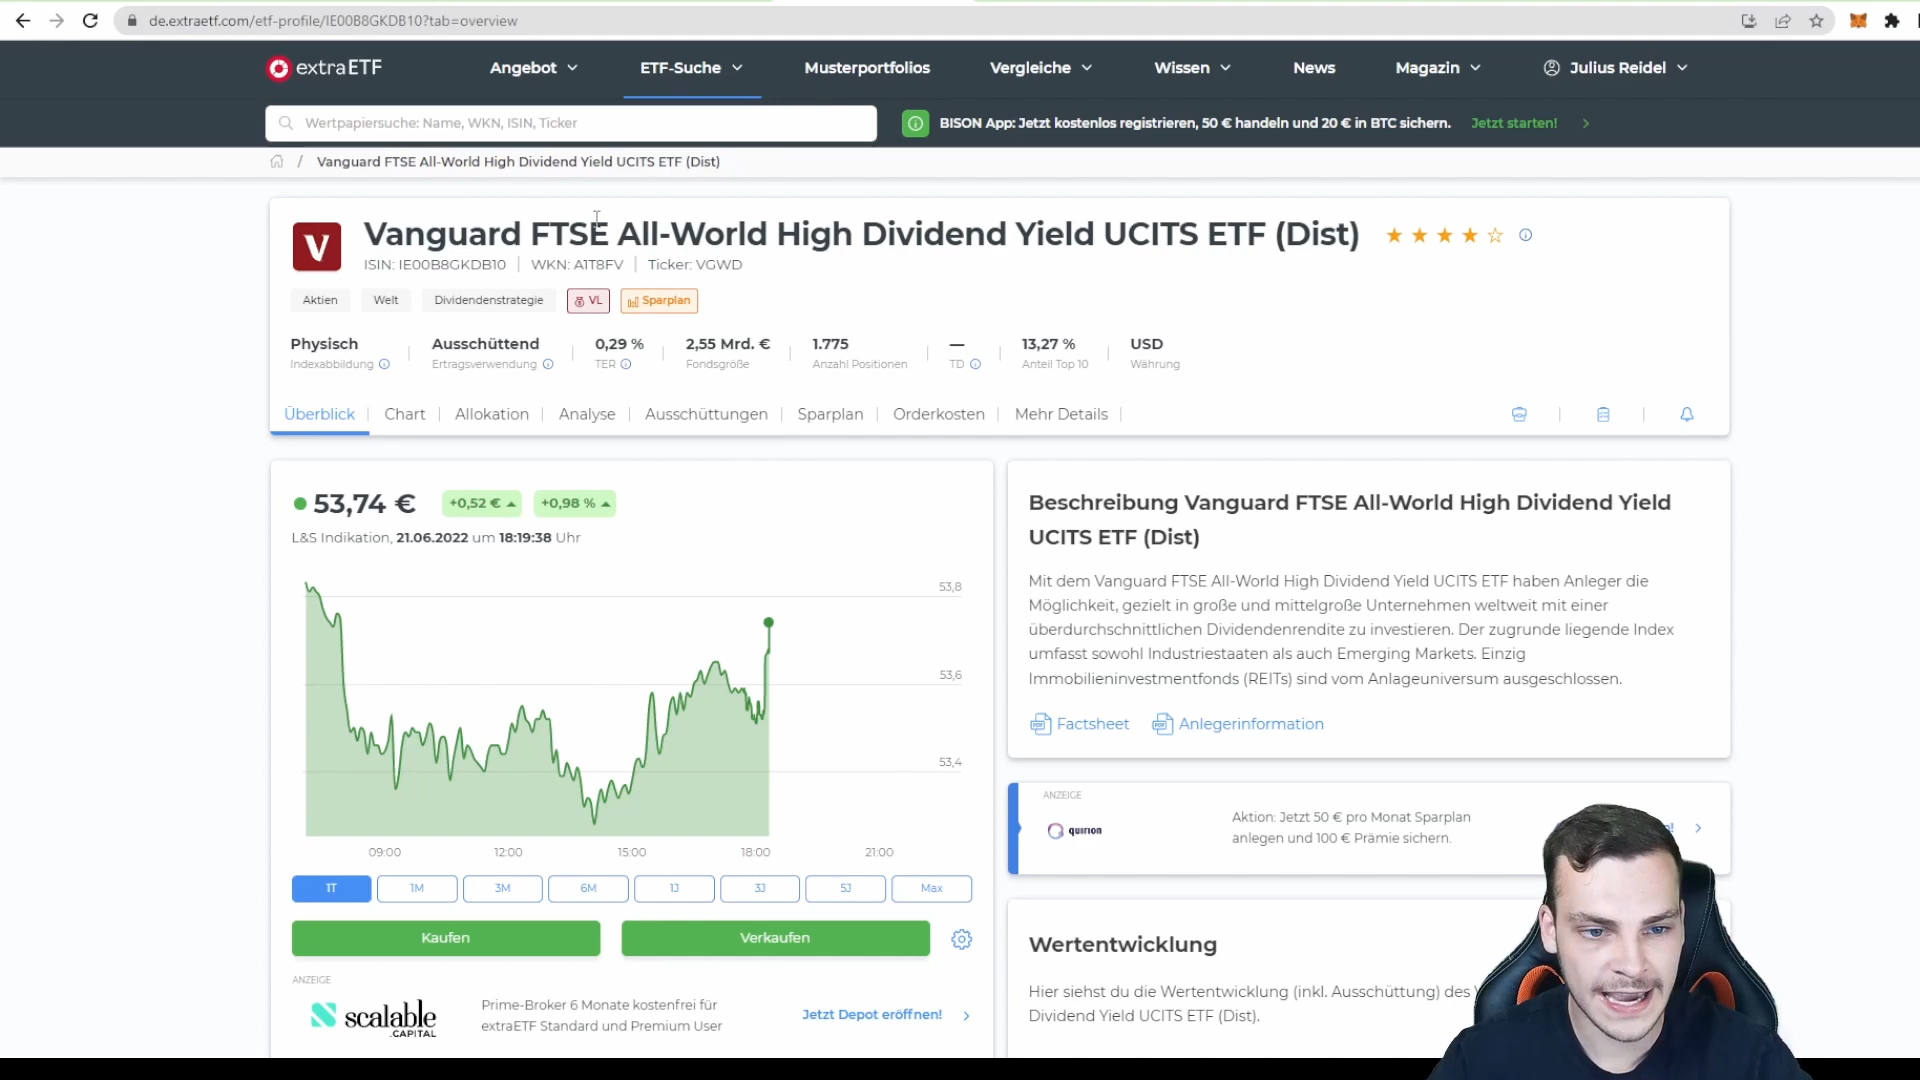 de.extraetf.com/etf-profile/IE00B8GKDB10?tab=overview
extraETF
Angebot
ETF-Suche
Musterportfolios
Vergleiche
Wissen
News
Magazin
Julius Reidel
Wertpapiersuche: Name, WKN, ISIN, Ticker
BISON App: Jetzt kostenlos registrieren, 50 € handeln und 20 € in BTC sichern. Jetzt starten!
/ Vanguard FTSE All-World High Dividend Yield UCITS ETF (Dist)
V
Vanguard FTSE All-World High Dividend Yield UCITS ETF (Dist)
ISIN: IE00B8GKDB10 | WKN: A1T8FV | Ticker: VGWD
Aktien
Welt
Dividendenstrategie
VL
Sparplan
Physisch
Indexabbildung
Ausschüttend
Ertragsverwendung
0,29 %
TER
2,55 Mrd. €
Fondsgröße
1.775
Anzahl Positionen
—
TD
13,27 %
Anteil Top 10
USD
Währung
Überblick
Chart
Allokation
Analyse
Ausschüttungen
Sparplan
Orderkosten
Mehr Details
53,74 €
+0,52 €
+0,98 %
L&S Indikation, 21.06.2022 um 18:19:38 Uhr
53,8
53,6
53,4
09:00
12:00
15:00
18:00
21:00
1T
1M
3M
6M
1J
3J
5J
Max
Kaufen
Verkaufen
ANZEIGE
scalable
.CAPITAL
Prime-Broker 6 Monate kostenfrei für
extraETF Standard und Premium User
Jetzt Depot eröffnen!
Beschreibung Vanguard FTSE All-World High Dividend Yield
UCITS ETF (Dist)
Mit dem Vanguard FTSE All-World High Dividend Yield UCITS ETF haben Anleger die
Möglichkeit, gezielt in große und mittelgroße Unternehmen weltweit mit einer
überdurchschnittlichen Dividendenrendite zu investieren. Der zugrunde liegende Index
umfasst sowohl Industriestaaten als auch Emerging Markets. Einzig
Immobilieninvestmentfonds (REITs) sind vom Anlageuniversum ausgeschlossen.
Factsheet
Anlegerinformation
ANZEIGE
quirion
Aktion: Jetzt 50 € pro Monat Sparplan
anlegen und 100 € Prämie sichern.
Wertentwicklung
Hier siehst du die Wertentwicklung (inkl. Ausschüttung) des
Dividend Yield UCITS ETF (Dist).